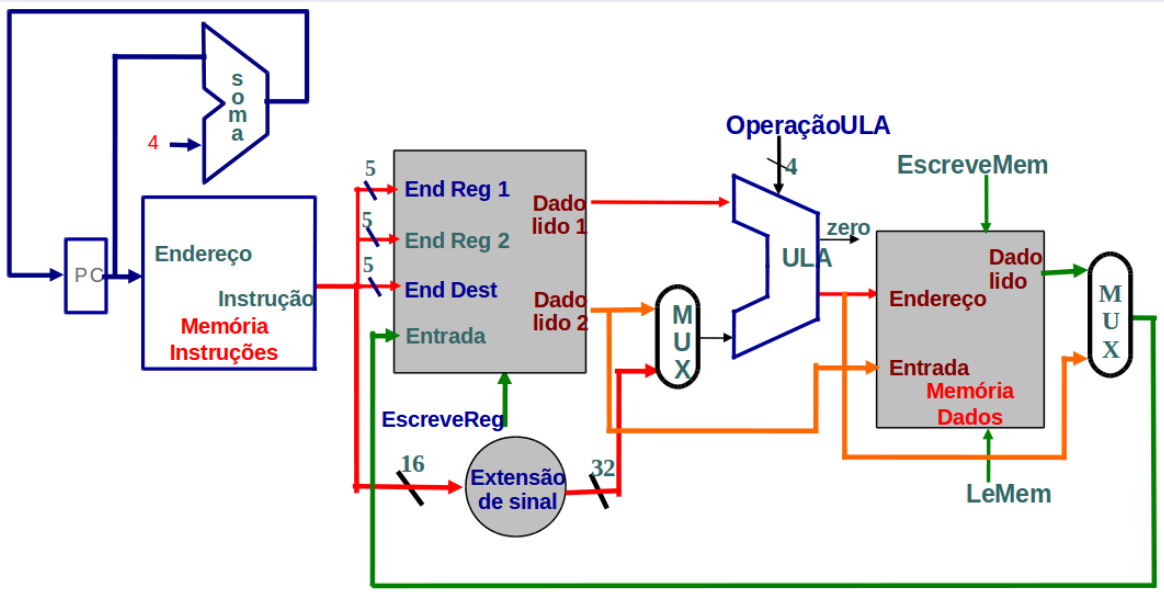 s
o
m
a
4
PC
Endereço
Instrução
Memória
Instruções
5
End Reg 1
5
End Reg 2
5
End Dest
Entrada
Dado
lido 1
Dado
lido 2
EscreveReg
16
Extensão
de sinal
32
M
U
X
OperaçãoULA
4
zero
ULA
EscreveMem
Dado
lido
Endereço
Entrada
Memória
Dados
LeMem
M
U
X